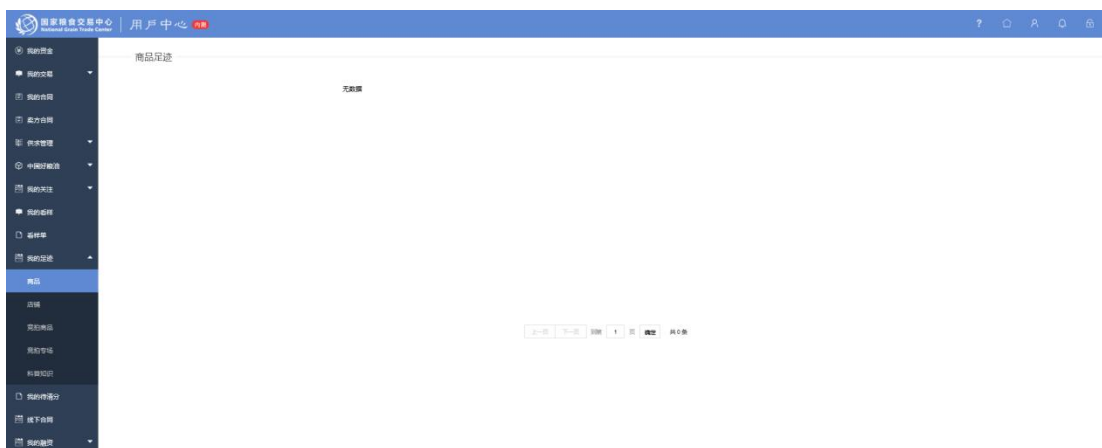 国家粮食交易中心
National Grain Trade Center
用户中心 内测
?
我的资金
我的交易
我的合同
卖方合同
供求管理
中国好粮油
我的关注
我的看样
看样单
我的足迹
商品
店铺
竞拍商品
竞拍专场
科普知识
我的得运分
线下合同
我的融资
商品足迹
无数据
上一页 下一页 到第 1 页 确定 共 0 条